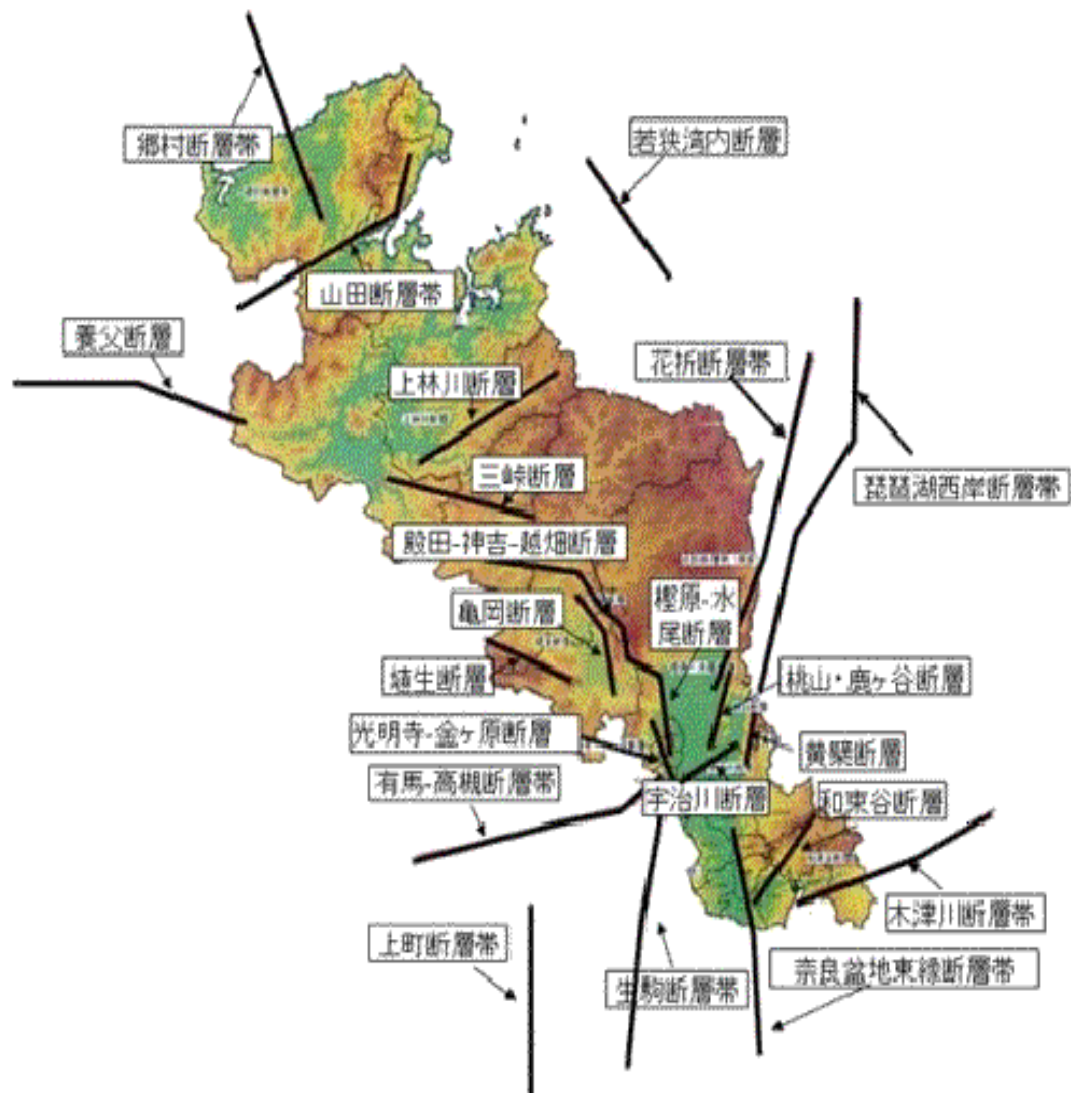 郷村断層帯
若狭湾内断層
山田断層帯
養父断層
上林川断層
花折断層帯
三峠断層
琵琶湖西岸断層帯
殿田-神吉-越畑断層
樫原-水
尾断層
亀岡断層
埴生断層
桃山・鹿ヶ谷断層
光明寺-金ヶ原断層
黄檗断層
有馬-高槻断層帯
宇治川断層
和束谷断層
木津川断層帯
上町断層帯
生駒断層帯
奈良盆地東縁断層帯